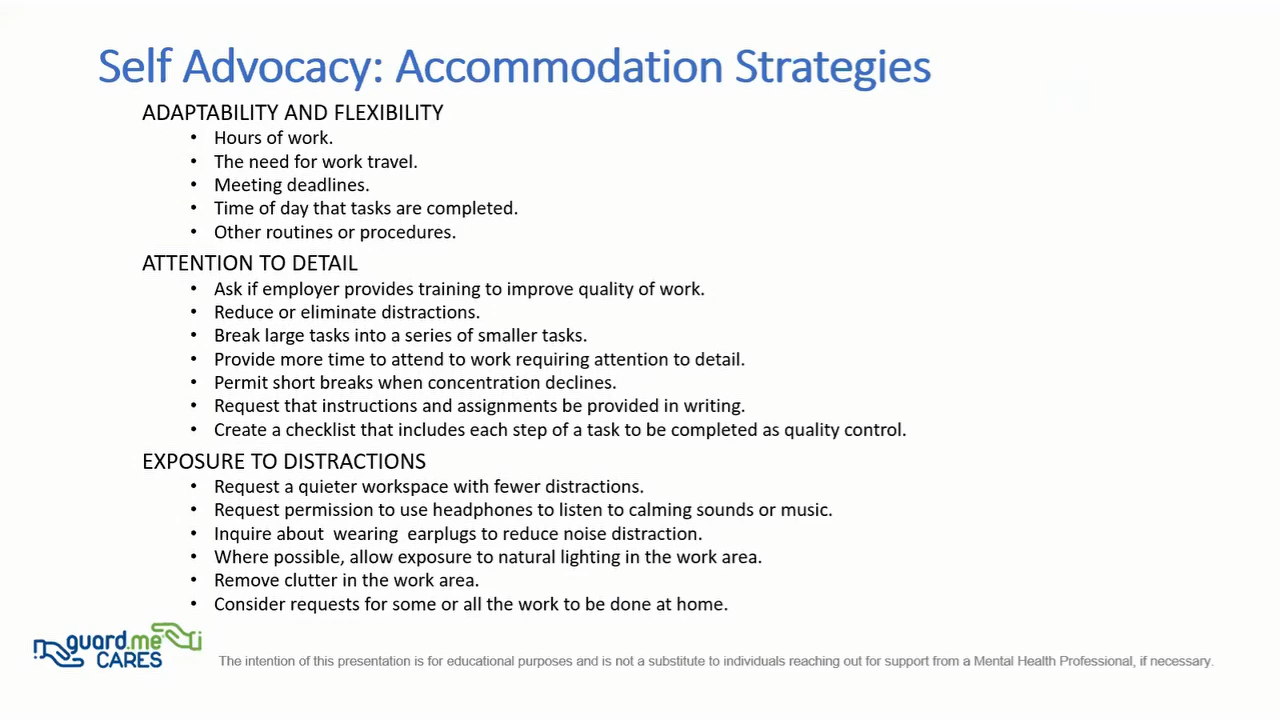 Self Advocacy: Accommodation Strategies
ADAPTABILITY AND FLEXIBILITY
• Hours of work.
• The need for work travel.
• Meeting deadlines.
• Time of day that tasks are completed.
• Other routines or procedures.
ATTENTION TO DETAIL
• Ask if employer provides training to improve quality of work.
• Reduce or eliminate distractions.
• Break large tasks into a series of smaller tasks.
• Provide more time to attend to work requiring attention to detail.
• Permit short breaks when concentration declines.
• Request that instructions and assignments be provided in writing.
• Create a checklist that includes each step of a task to be completed as quality control.
EXPOSURE TO DISTRACTIONS
• Request a quieter workspace with fewer distractions.
• Request permission to use headphones to listen to calming sounds or music.
• Inquire about  wearing  earplugs to reduce noise distraction.
• Where possible, allow exposure to natural lighting in the work area.
• Remove clutter in the work area.
• Consider requests for some or all the work to be done at home.
guard.me
CARES
The intention of this presentation is for educational purposes and is not a substitute to individuals reaching out for support from a Mental Health Professional, if necessary.